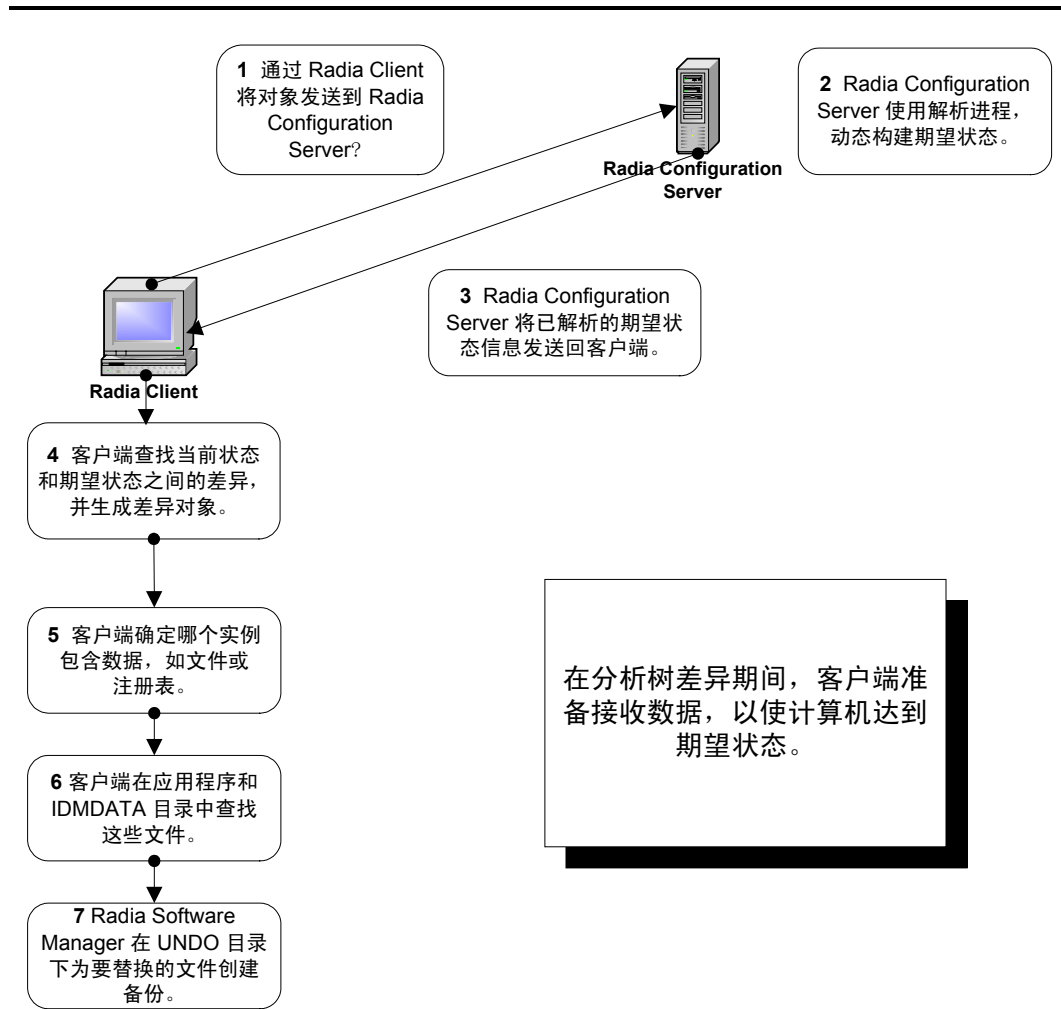 1 通过 Radia Client
将对象发送到 Radia
Configuration
Server?
2 Radia Configuration
Server 使用解析进程，
动态构建期望状态。
Radia Configuration
Server
3 Radia Configuration
Server 将已解析的期望状
态信息发送回客户端。
Radia Client
4 客户端查找当前状态
和期望状态之间的差异，
并生成差异对象。
5 客户端确定哪个实例
包含数据，如文件或
注册表。
在分析树差异期间，客户端准
备接收数据，以使计算机达到
期望状态。
6 客户端在应用程序和
IDMDATA 目录中查找
这些文件。
7 Radia Software
Manager 在 UNDO 目录
下为要替换的文件创建
备份。